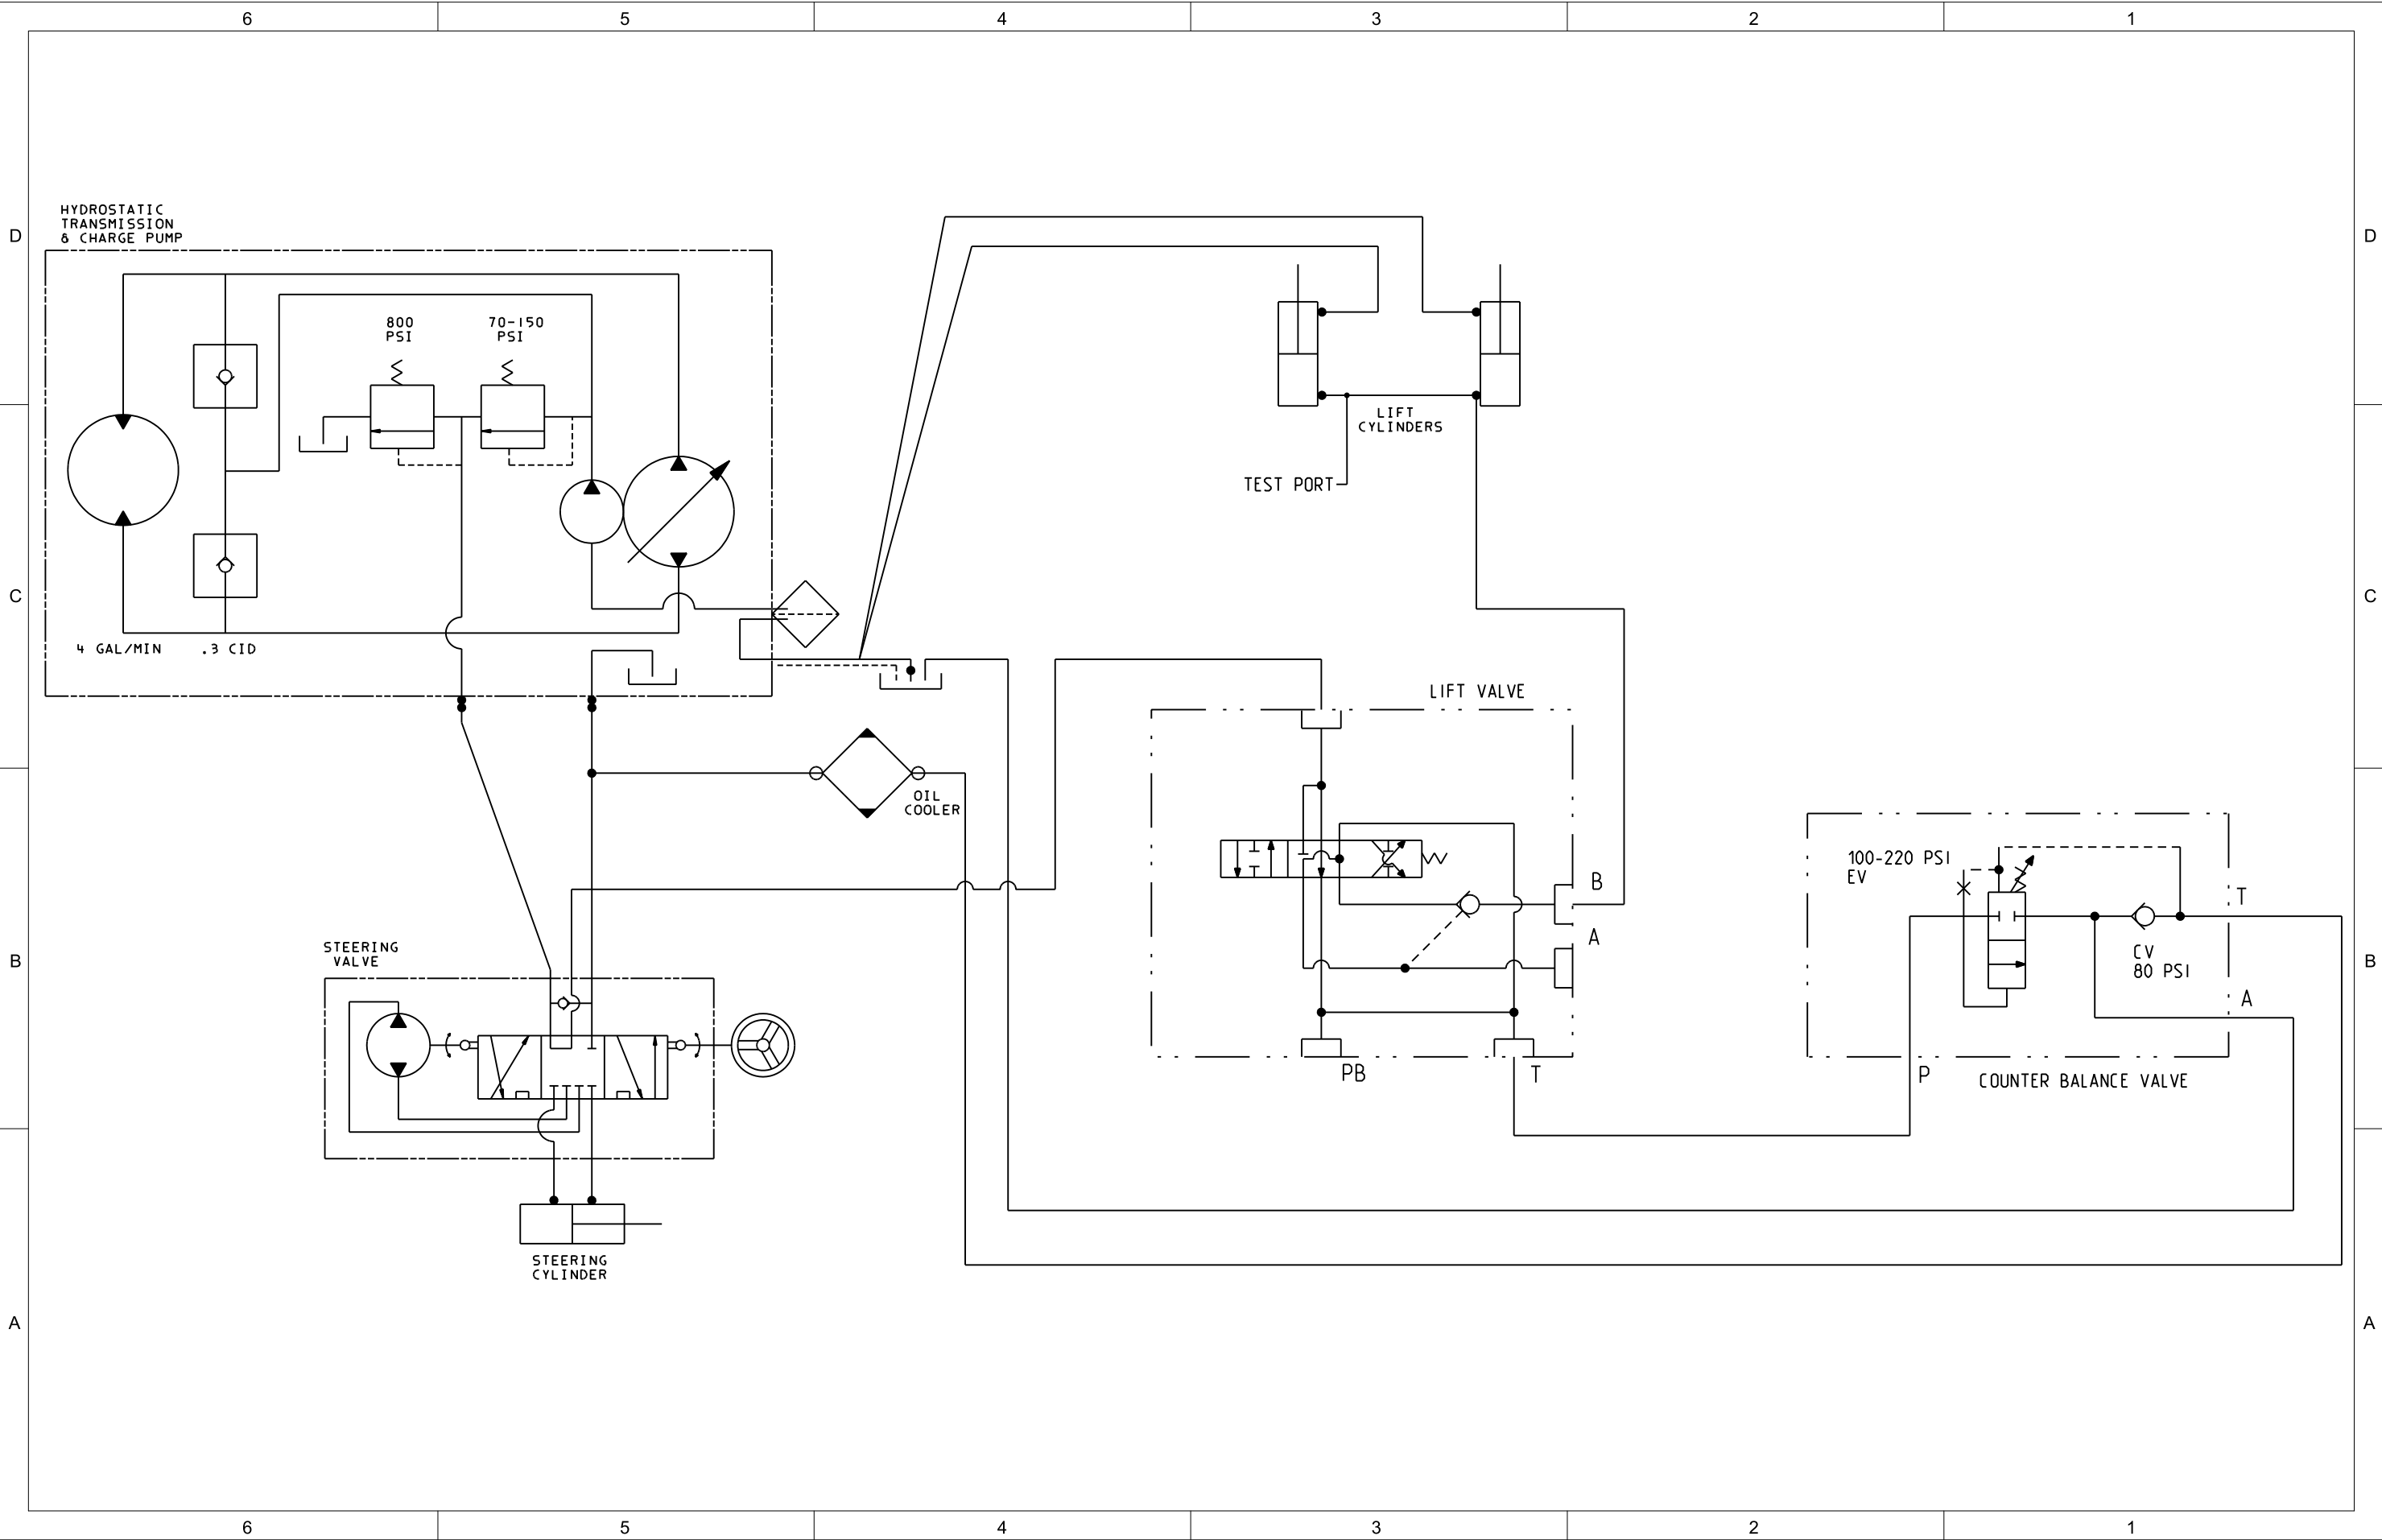 6 5 4 3 2 1
D D
HYDROSTATIC
TRANSMISSION
& CHARGE PUMP
800
PSI
70-150
PSI
LIFT
CYLINDERS
TEST PORT
C C
4 GAL/MIN .3 CID
LIFT VALVE
OIL
COOLER
100-220 PSI
EV
B
T
A
STEERING
VALVE
B B
CV
80 PSI
A
PB
T
P
COUNTER BALANCE VALVE
STEERING
CYLINDER
A A
6 5 4 3 2 1